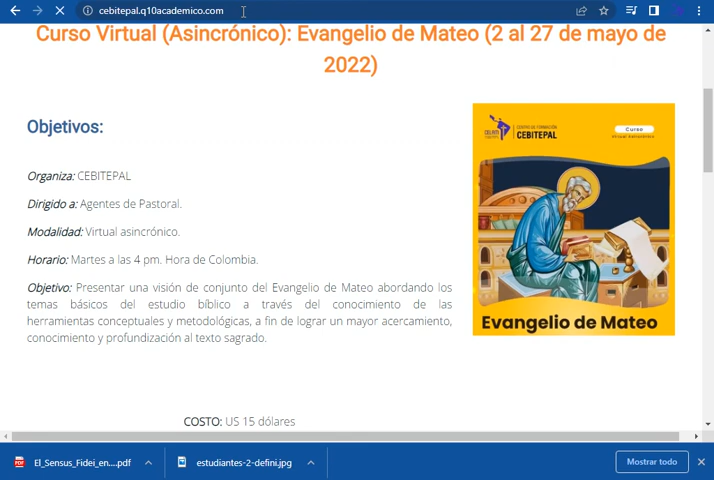 cebitepal.q10academico.com
Curso Virtual (Asincrónico): Evangelio de Mateo (2 al 27 de mayo de
2022)
Objetivos:
Organiza: CEBITEPAL
Dirigido a: Agentes de Pastoral.
Modalidad: Virtual asincrónico.
Horario: Martes a las 4 pm. Hora de Colombia.
Objetivo: Presentar una visión de conjunto del Evangelio de Mateo abordando los
temas básicos del estudio bíblico a través del conocimiento de las
herramientas conceptuales y metodológicas, a fin de lograr un mayor acercamiento,
conocimiento y profundización al texto sagrado.
CENTRO DE FORMACIÓN
CEBITEPAL
Curso
Virtual Asincrónico
Evangelio de Mateo
COSTO: US 15 dólares
El_Sensus_Fidei_en....pdf
estudiantes-2-defini.jpg
Mostrar todo